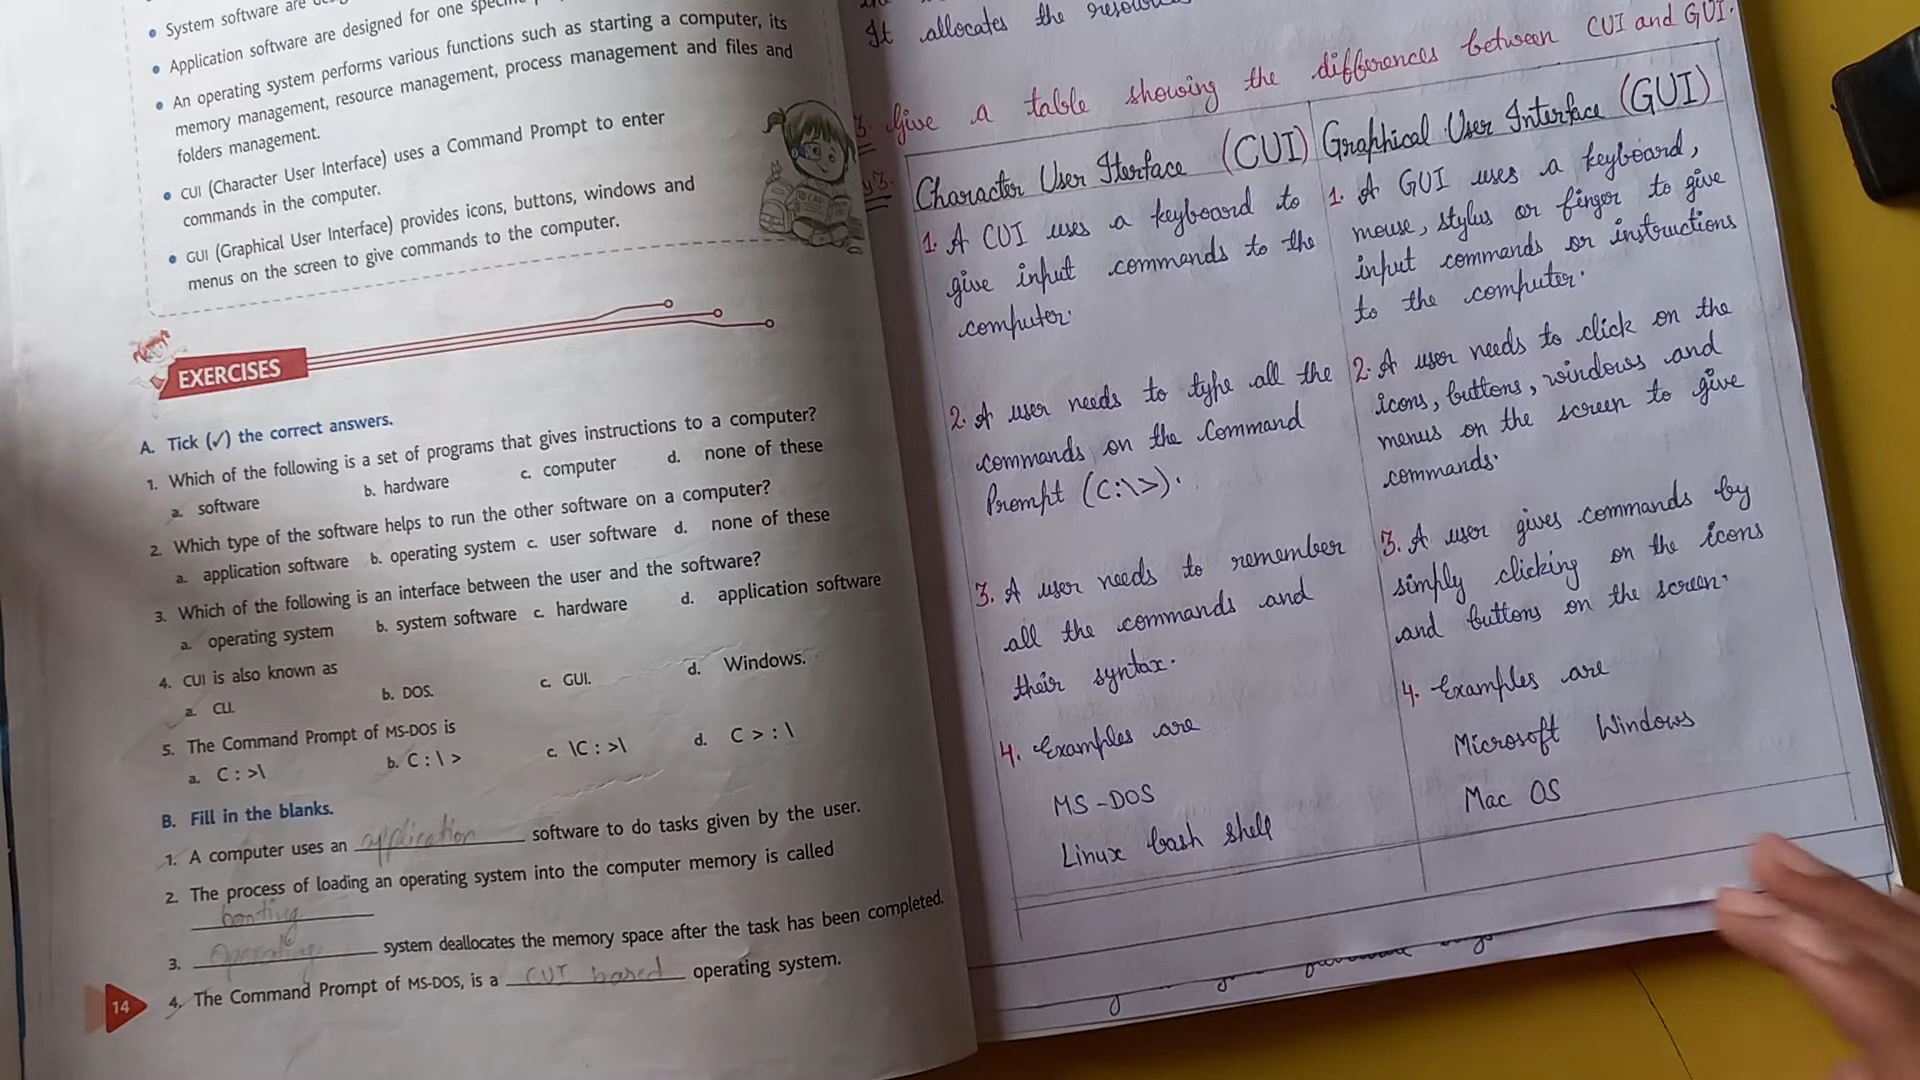 • System software are
• Application software are designed for one
• An operating system performs various functions such as starting a computer, its
memory management, resource management, process management and files and
folders management.
• CUI (Character User Interface) uses a Command Prompt to enter
commands in the computer.
• GUI (Graphical User Interface) provides icons, buttons, windows and
menus on the screen to give commands to the computer.
EXERCISES
A. Tick (✓) the correct answers.
1. Which of the following is a set of programs that gives instructions to a computer?
a. software b. hardware c. computer d. none of these
2. Which type of the software helps to run the other software on a computer?
a. application software b. operating system c. user software d. none of these
3. Which of the following is an interface between the user and the software?
a. operating system b. system software c. hardware d. application software
4. CUI is also known as
a. CLI. b. DOS. c. GUI. d. Windows.
5. The Command Prompt of MS-DOS is
a. C : >\ b. C : \ > c. \C : >\ d. C > : \
B. Fill in the blanks.
1. A computer uses an application software to do tasks given by the user.
2. The process of loading an operating system into the computer memory is called
booting
3. Operating system deallocates the memory space after the task has been completed.
4. The Command Prompt of MS-DOS, is a CUI based operating system.
14
It allocates the
3. Give a table showing the differences between CUI and GUI.
Character User Iterface (CUI)
1. A CUI uses a keyboard to
give input commands to the
computer.
2. A user needs to type all the
commands on the Command
Prompt (C:\>).
3. A user needs to remember
all the commands and
their syntax.
4. Examples are
MS-DOS
Linux bash shell
Graphical User Interface (GUI)
1. A GUI uses a keyboard,
mouse, stylus or finger to give
input commands or instructions
to the computer.
2. A user needs to click on the
icons, buttons, windows and
menus on the screen to give
commands.
3. A user gives commands by
simply clicking on the icons
and buttons on the screen.
4. Examples are
Microsoft Windows
Mac OS